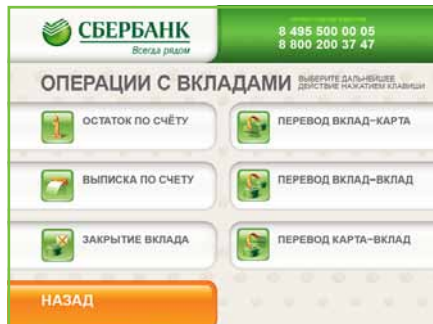 СБЕРБАНК
Всегда рядом
8 495 500 00 05
8 800 200 37 47
ОПЕРАЦИИ С ВКЛАДАМИ
ВЫБЕРИТЕ ДАЛЬНЕЙШЕЕ
ДЕЙСТВИЕ НАЖАТИЕМ КЛАВИШИ
ОСТАТОК ПО СЧЁТУ
ПЕРЕВОД ВКЛАД-КАРТА
ВЫПИСКА ПО СЧЕТУ
ПЕРЕВОД ВКЛАД-ВКЛАД
ЗАКРЫТИЕ ВКЛАДА
ПЕРЕВОД КАРТА-ВКЛАД
НАЗАД